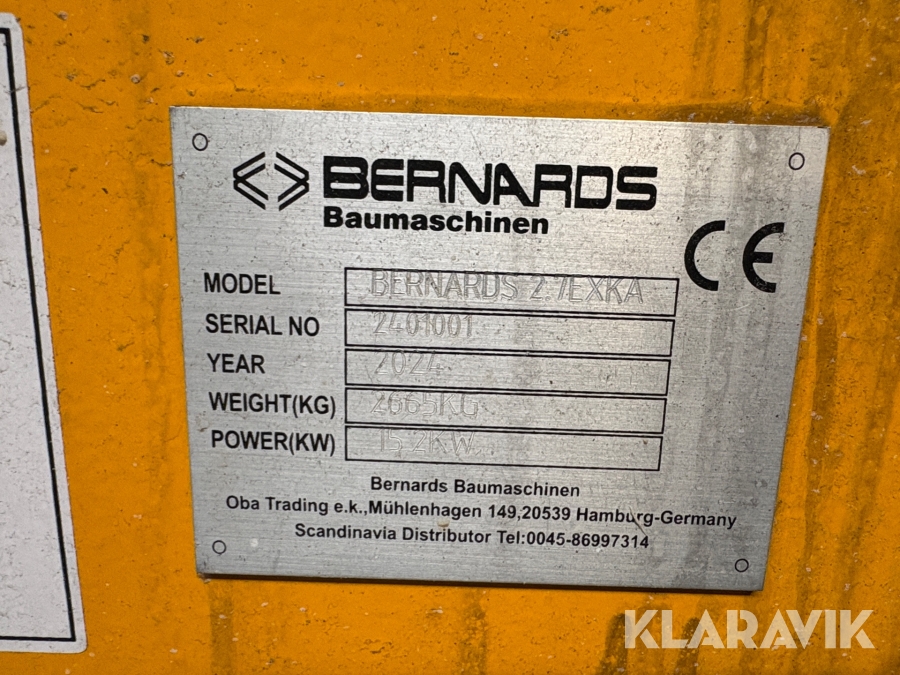 BERNARDS
Baumaschinen
CE
MODEL BERNARDS 2.7EXKA
SERIAL NO 2401001
YEAR 2024
WEIGHT(KG) 2665KG
POWER(KW) 15.2KW
Bernards Baumaschinen
Oba Trading e.k.,Mühlenhagen 149,20539 Hamburg-Germany
Scandinavia Distributor Tel:0045-86997314
KLARAVIK